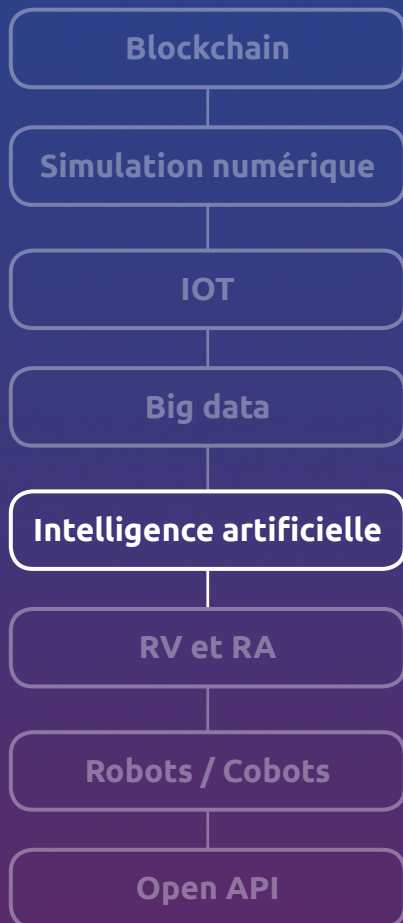 Blockchain
Simulation numérique
IOT
Big data
Intelligence artificielle
RV et RA
Robots / Cobots
Open API